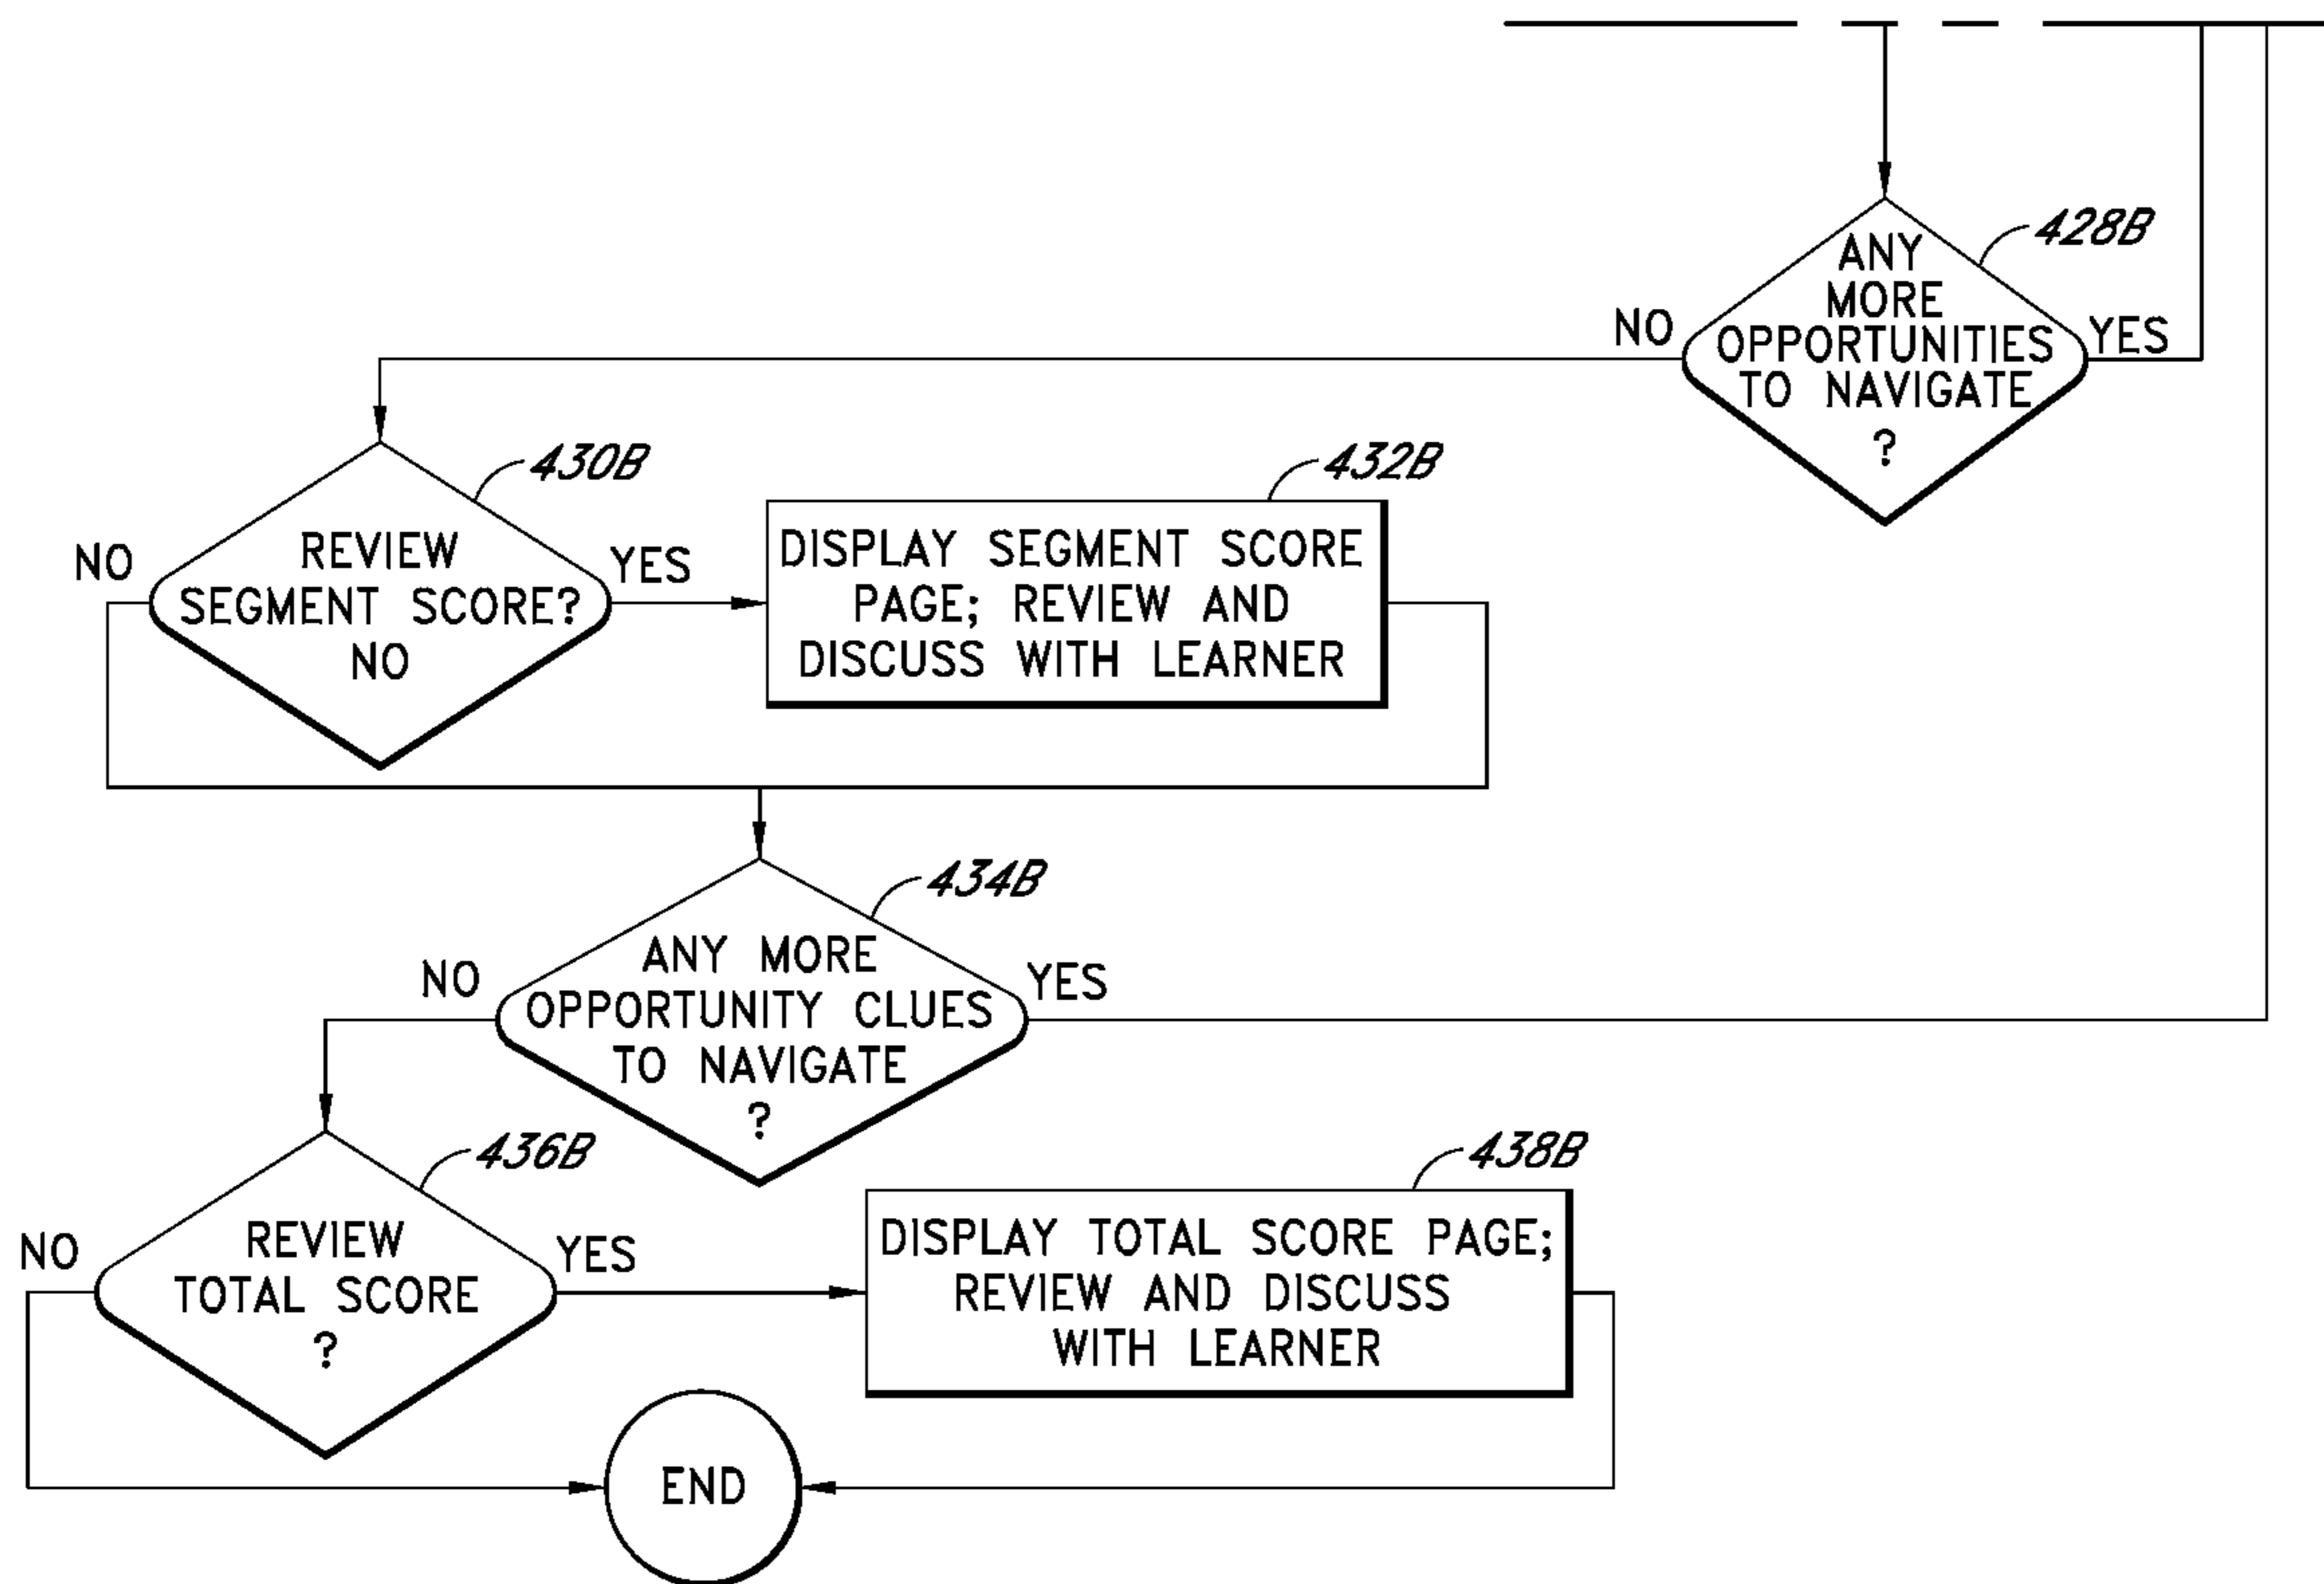 428B
ANY
MORE
OPPORTUNITIES
TO NAVIGATE
?
NO
YES
430B
REVIEW
SEGMENT SCORE?
NO
NO
YES
432B
DISPLAY SEGMENT SCORE
PAGE; REVIEW AND
DISCUSS WITH LEARNER
434B
ANY MORE
OPPORTUNITY CLUES
TO NAVIGATE
?
NO
YES
436B
REVIEW
TOTAL SCORE
?
NO
YES
438B
DISPLAY TOTAL SCORE PAGE;
REVIEW AND DISCUSS
WITH LEARNER
END